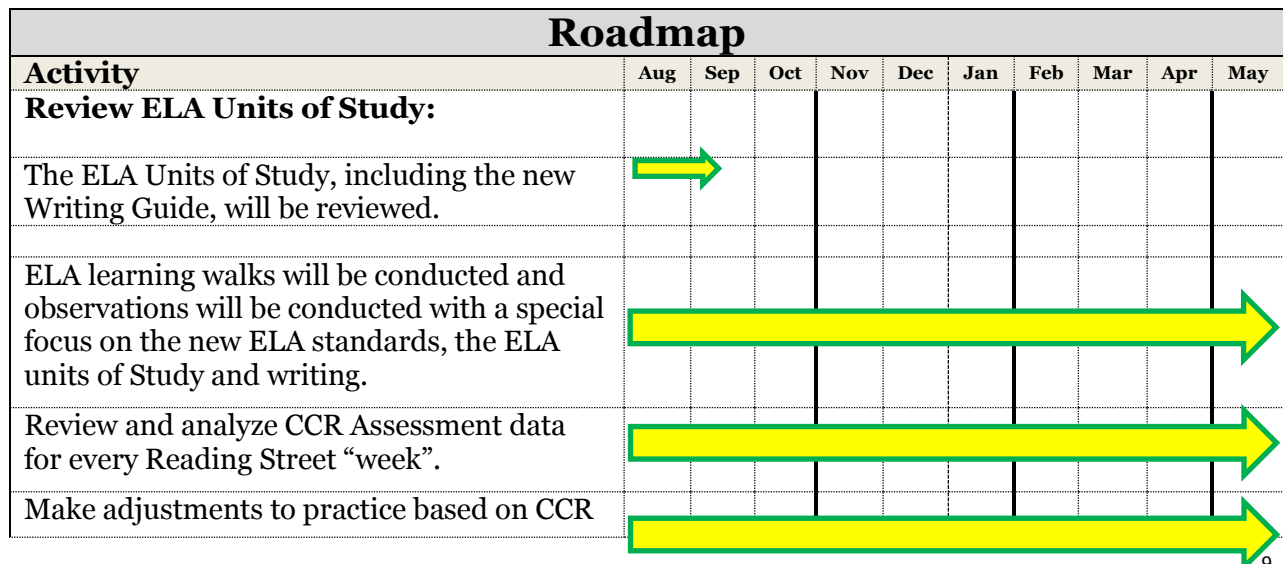 Roadmap
Activity Aug Sep Oct Nov Dec Jan Feb Mar Apr May
Review ELA Units of Study:
The ELA Units of Study, including the new
Writing Guide, will be reviewed.
ELA learning walks will be conducted and
observations will be conducted with a special
focus on the new ELA standards, the ELA
units of Study and writing.
Review and analyze CCR Assessment data
for every Reading Street “week”.
Make adjustments to practice based on CCR
9